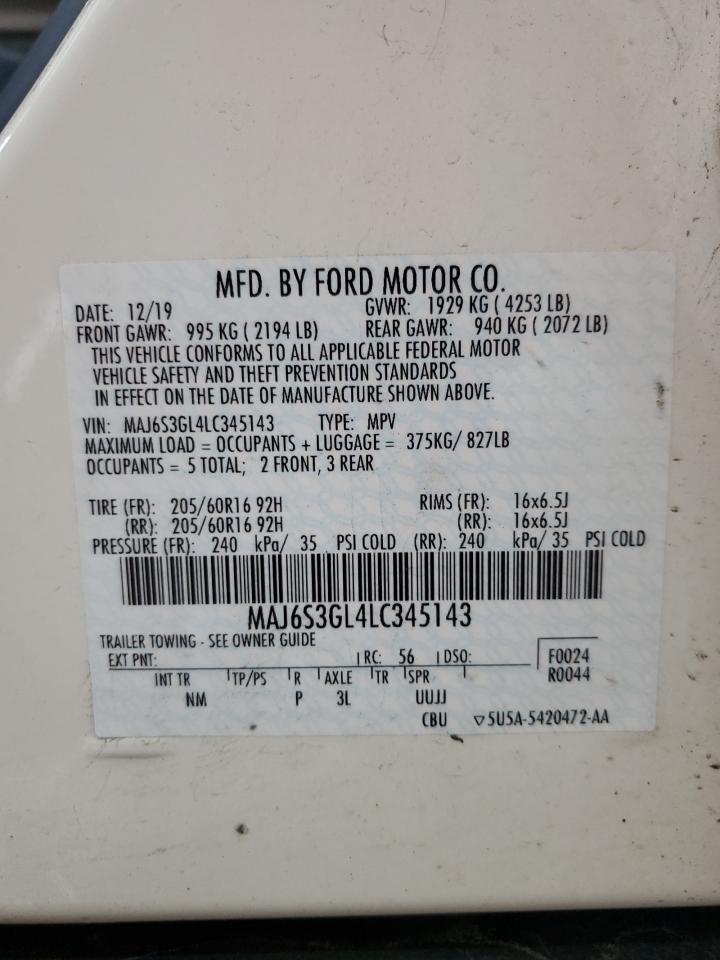 MFD. BY FORD MOTOR CO.
DATE: 12/19 GVWR: 1929 KG ( 4253 LB)
FRONT GAWR: 995 KG ( 2194 LB) REAR GAWR: 940 KG ( 2072 LB)
THIS VEHICLE CONFORMS TO ALL APPLICABLE FEDERAL MOTOR
VEHICLE SAFETY AND THEFT PREVENTION STANDARDS
IN EFFECT ON THE DATE OF MANUFACTURE SHOWN ABOVE.
VIN: MAJ6S3GL4LC345143 TYPE: MPV
MAXIMUM LOAD = OCCUPANTS + LUGGAGE = 375KG/ 827LB
OCCUPANTS = 5 TOTAL; 2 FRONT, 3 REAR
TIRE (FR): 205/60R16 92H RIMS (FR): 16x6.5J
(RR): 205/60R16 92H (RR): 16x6.5J
PRESSURE (FR): 240 kPa/ 35 PSI COLD (RR): 240 kPa/ 35 PSI COLD
MAJ6S3GL4LC345143
TRAILER TOWING - SEE OWNER GUIDE
EXT PNT: RC: 56 DSO: F0024
INT TR TP/PS R AXLE TR SPR R0044
NM P 3L UUJJ
CBU ▽5U5A-5420472-AA